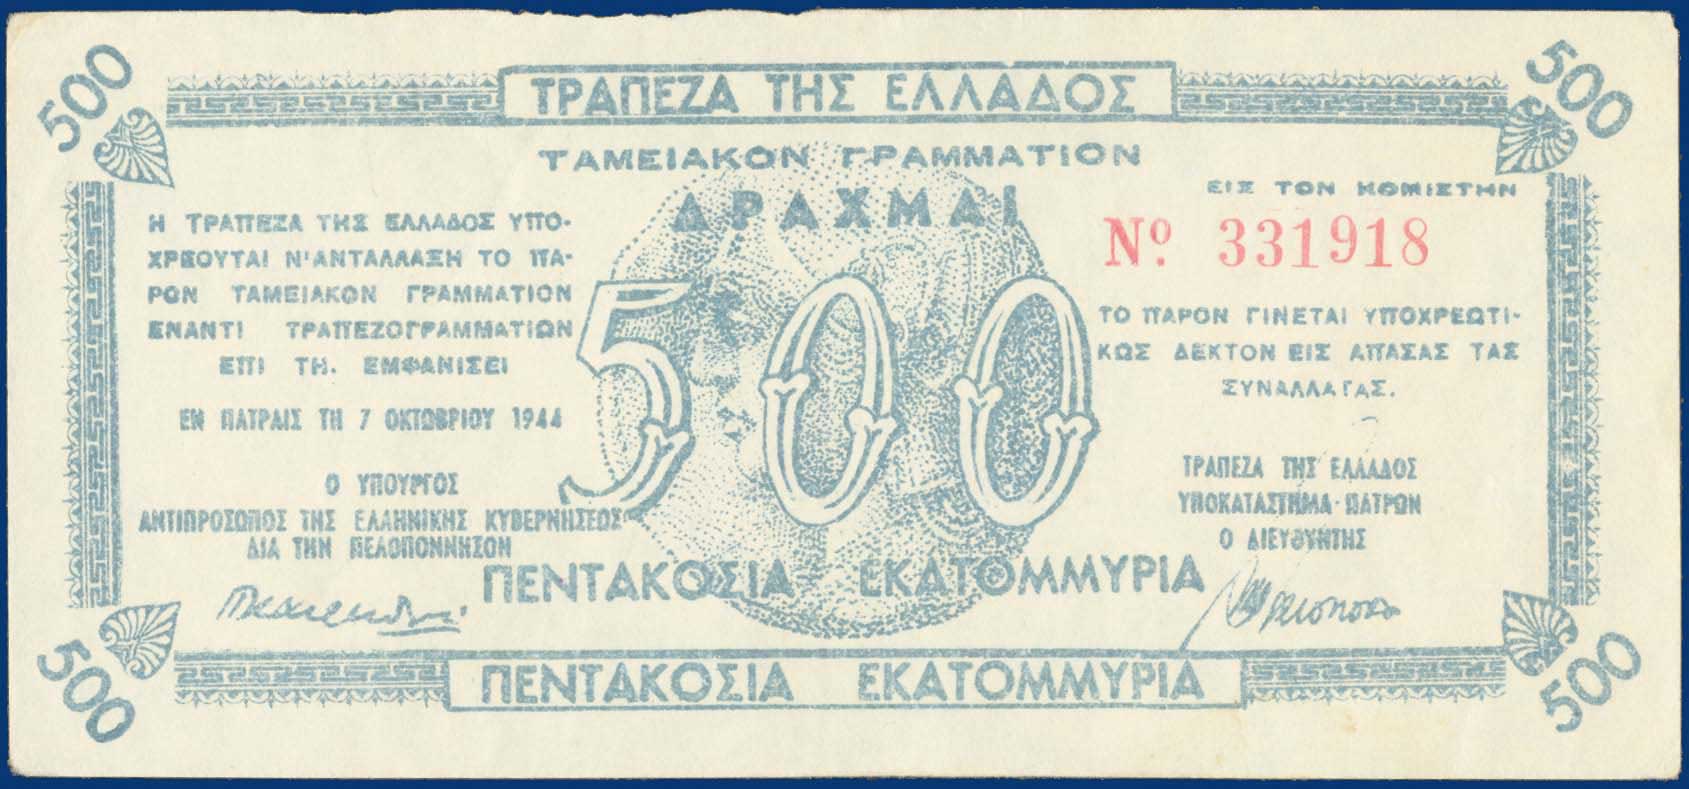 500
500
ΤΡΑΠΕΖΑ ΤΗΣ ΕΛΛΑΔΟΣ
ΤΑΜΕΙΑΚΟΝ ΓΡΑΜΜΑΤΙΟΝ
ΔΡΑΧΜΑΙ
500
Η ΤΡΑΠΕΖΑ ΤΗΣ ΕΛΛΑΔΟΣ ΥΠΟ-
ΧΡΕΟΥΤΑΙ Ν'ΑΝΤΑΛΛΑΞΗ ΤΟ ΠΑ-
ΡΟΝ ΤΑΜΕΙΑΚΟΝ ΓΡΑΜΜΑΤΙΟΝ
ΕΝΑΝΤΙ ΤΡΑΠΕΖΟΓΡΑΜΜΑΤΙΩΝ
ΕΠΙ ΤΗ. ΕΜΦΑΝΙΣΕΙ
ΕΝ ΠΑΤΡΑΙΣ ΤΗ 7 ΟΚΤΩΒΡΙΟΥ 1944
Ο ΥΠΟΥΡΓΟΣ
ΑΝΤΙΠΡΟΣΩΠΟΣ ΤΗΣ ΕΛΛΗΝΙΚΗΣ ΚΥΒΕΡΝΗΣΕΩΣ
ΔΙΑ ΤΗΝ ΠΕΛΟΠΟΝΝΗΣΟΝ
ΕΙΣ ΤΟΝ ΚΟΜΙΣΤΗΝ
Νο. 331918
ΤΟ ΠΑΡΟΝ ΓΙΝΕΤΑΙ ΥΠΟΧΡΕΩΤΙ-
ΚΩΣ ΔΕΚΤΟΝ ΕΙΣ ΑΠΑΣΑΣ ΤΑΣ
ΣΥΝΑΛΛΑΓΑΣ.
ΤΡΑΠΕΖΑ ΤΗΣ ΕΛΛΑΔΟΣ
ΥΠΟΚΑΤΑΣΤΗΜΑ-ΠΑΤΡΩΝ
Ο ΔΙΕΥΘΥΝΤΗΣ
ΠΕΝΤΑΚΟΣΙΑ ΕΚΑΤΟΜΜΥΡΙΑ
ΠΕΝΤΑΚΟΣΙΑ ΕΚΑΤΟΜΜΥΡΙΑ
500
500